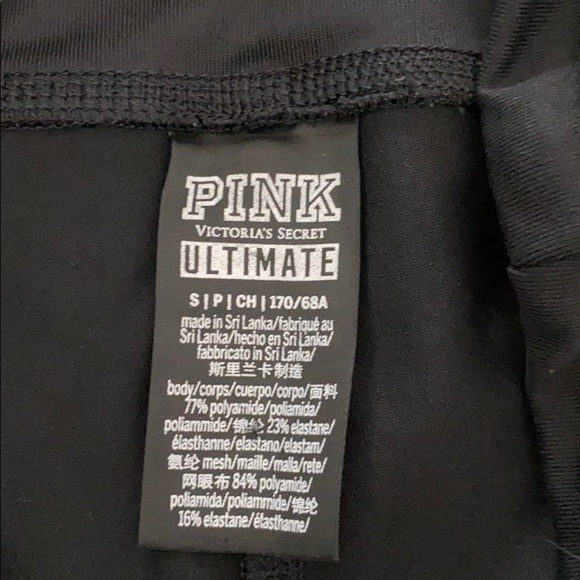 PINK
VICTORIA'S SECRET
ULTIMATE
S | P | CH | 170/68A
made in Sri Lanka/fabriqué au
Sri Lanka/hecho en Sri Lanka/
fabbricato in Sri Lanka/
斯里兰卡制造
body/corps/cuerpo/corpo/面料
77% polyamide/poliamida/
poliammide/锦纶 23% elastane/
élasthanne/elastano/elastam/
氨纶 mesh/maille/malla/rete/
网眼布 84% polyamide/
poliamida/poliammide/锦纶
16% elastane/élasthanne/